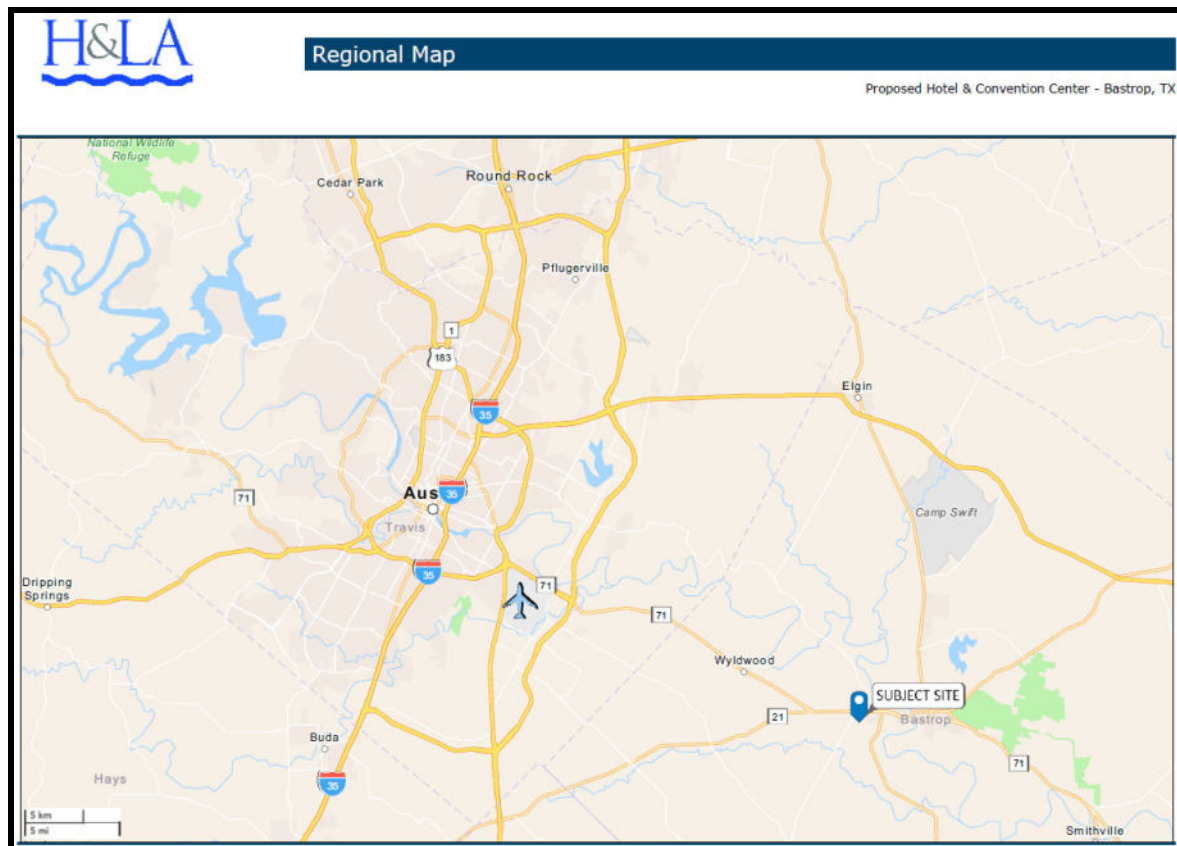 H&LA
Regional Map
Proposed Hotel & Convention Center - Bastrop, TX
National Wildlife
Refuge
Cedar Park
Round Rock
Pflugerville
1
183
Elgin
35
71
Aus
35
Camp Swift
Travis
35
71
Dripping
Springs
71
Wyldwood
SUBJECT SITE
21
Bastrop
Buda
71
Hays
35
5 km
5 mi
Smithville